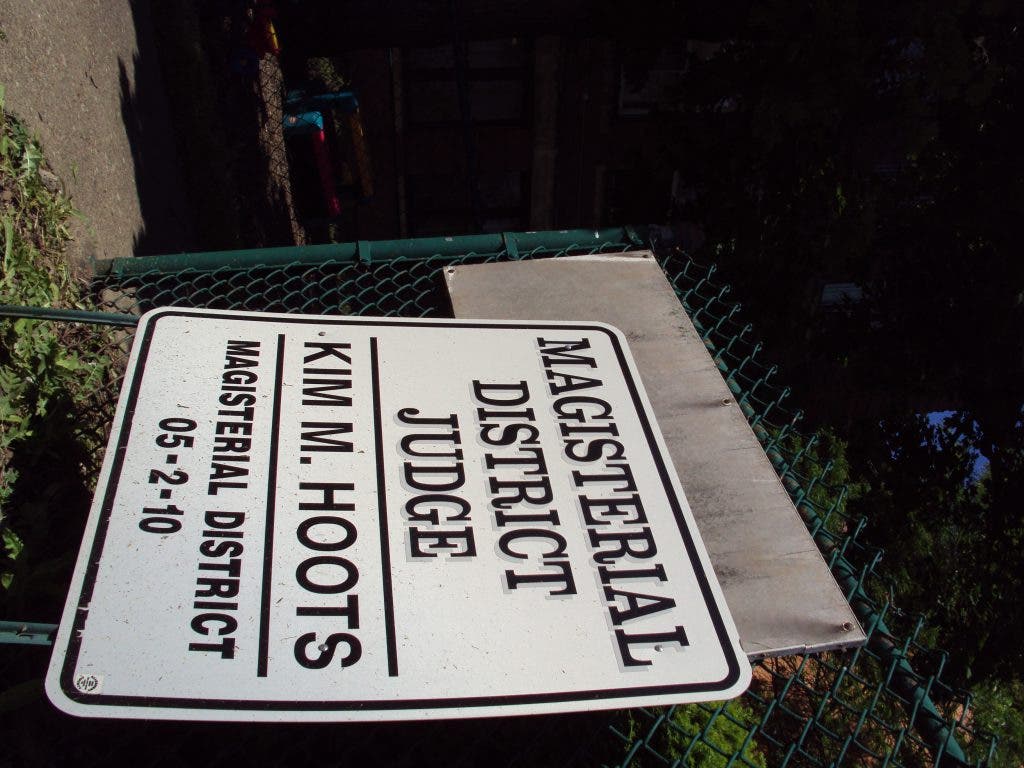 MAGISTERIAL
DISTRICT
JUDGE
KIM M. HOOTS
MAGISTERIAL DISTRICT
05-2-10